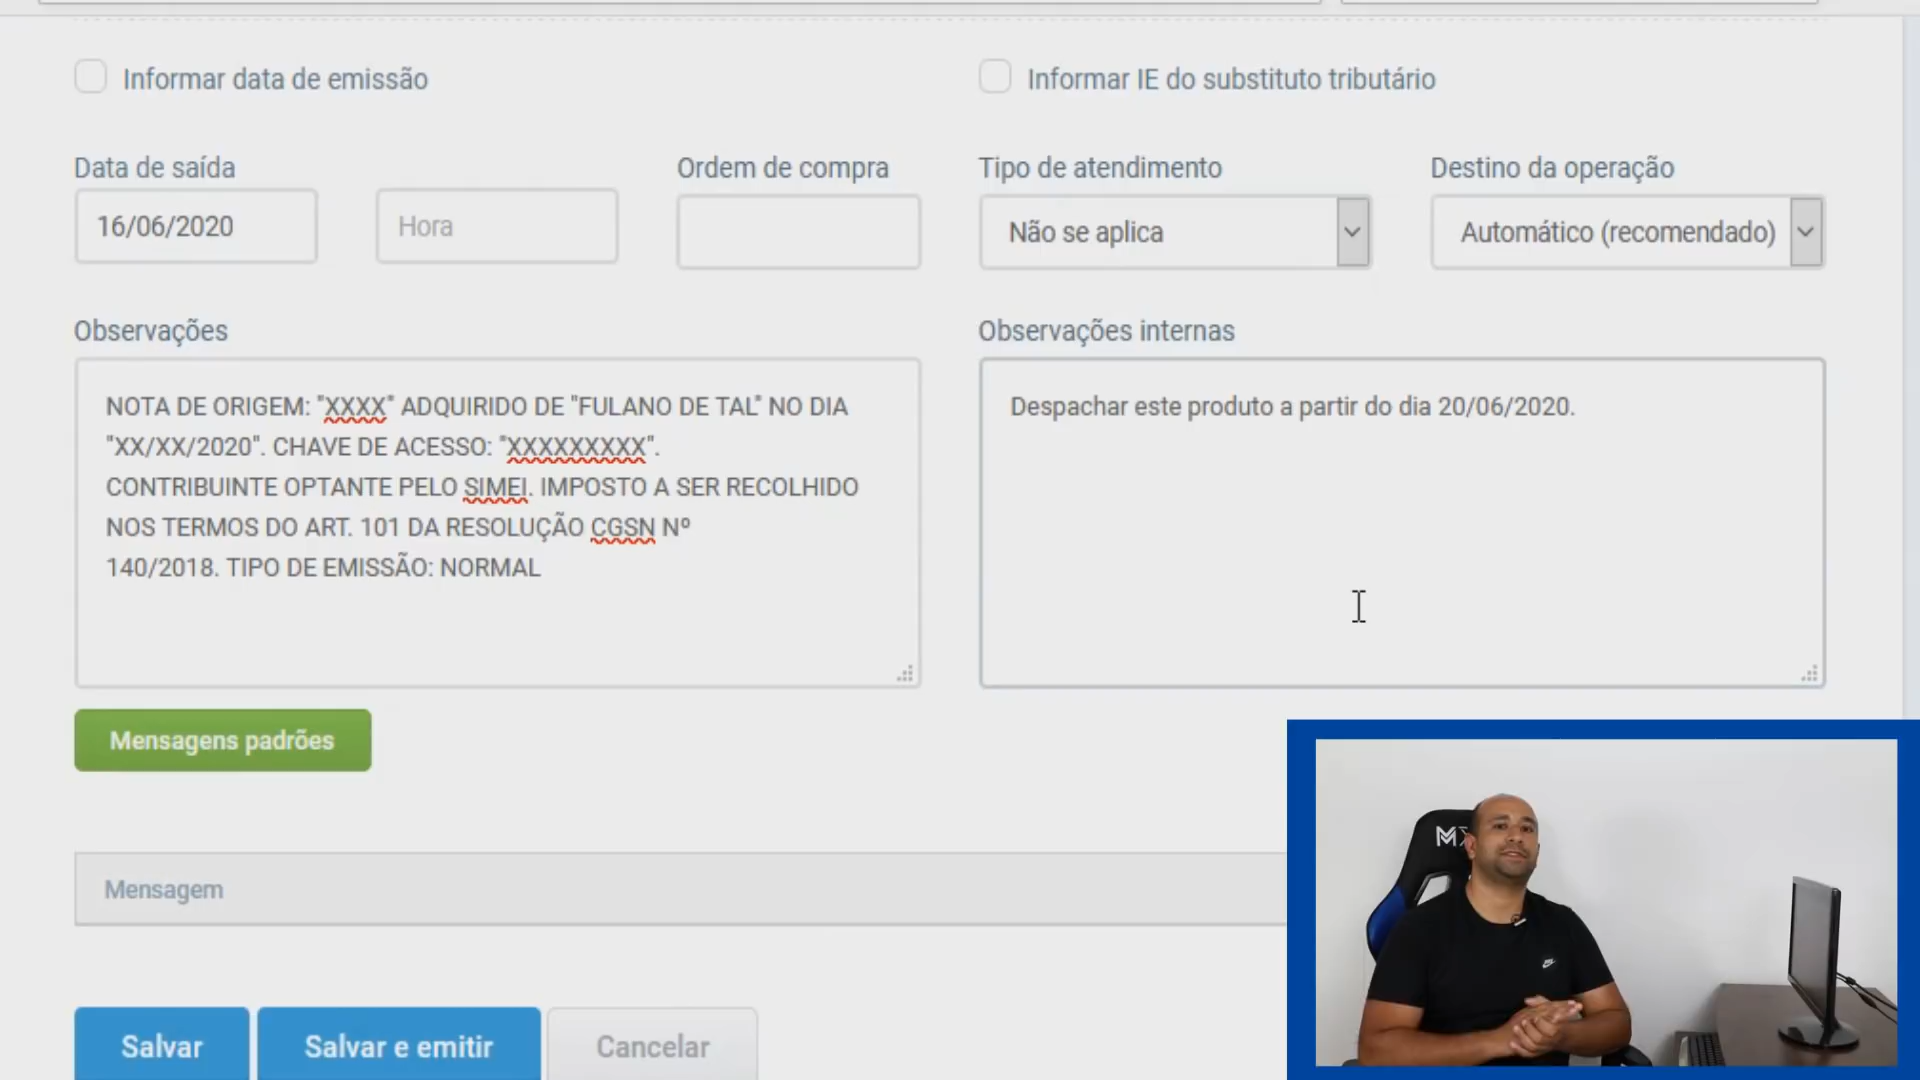 Informar data de emissão
Informar IE do substituto tributário
Data de saída
Ordem de compra
Tipo de atendimento
Destino da operação
16/06/2020
Hora
Não se aplica
Automático (recomendado)
Observações
Observações internas
NOTA DE ORIGEM: "XXXX" ADQUIRIDO DE "FULANO DE TAL" NO DIA
"XX/XX/2020". CHAVE DE ACESSO: "XXXXXXXXX".
CONTRIBUINTE OPTANTE PELO SIMEI. IMPOSTO A SER RECOLHIDO
NOS TERMOS DO ART. 101 DA RESOLUÇÃO CGSN Nº
140/2018. TIPO DE EMISSÃO: NORMAL
Despachar este produto a partir do dia 20/06/2020.
Mensagens padrões
Mensagem
Salvar
Salvar e emitir
Cancelar